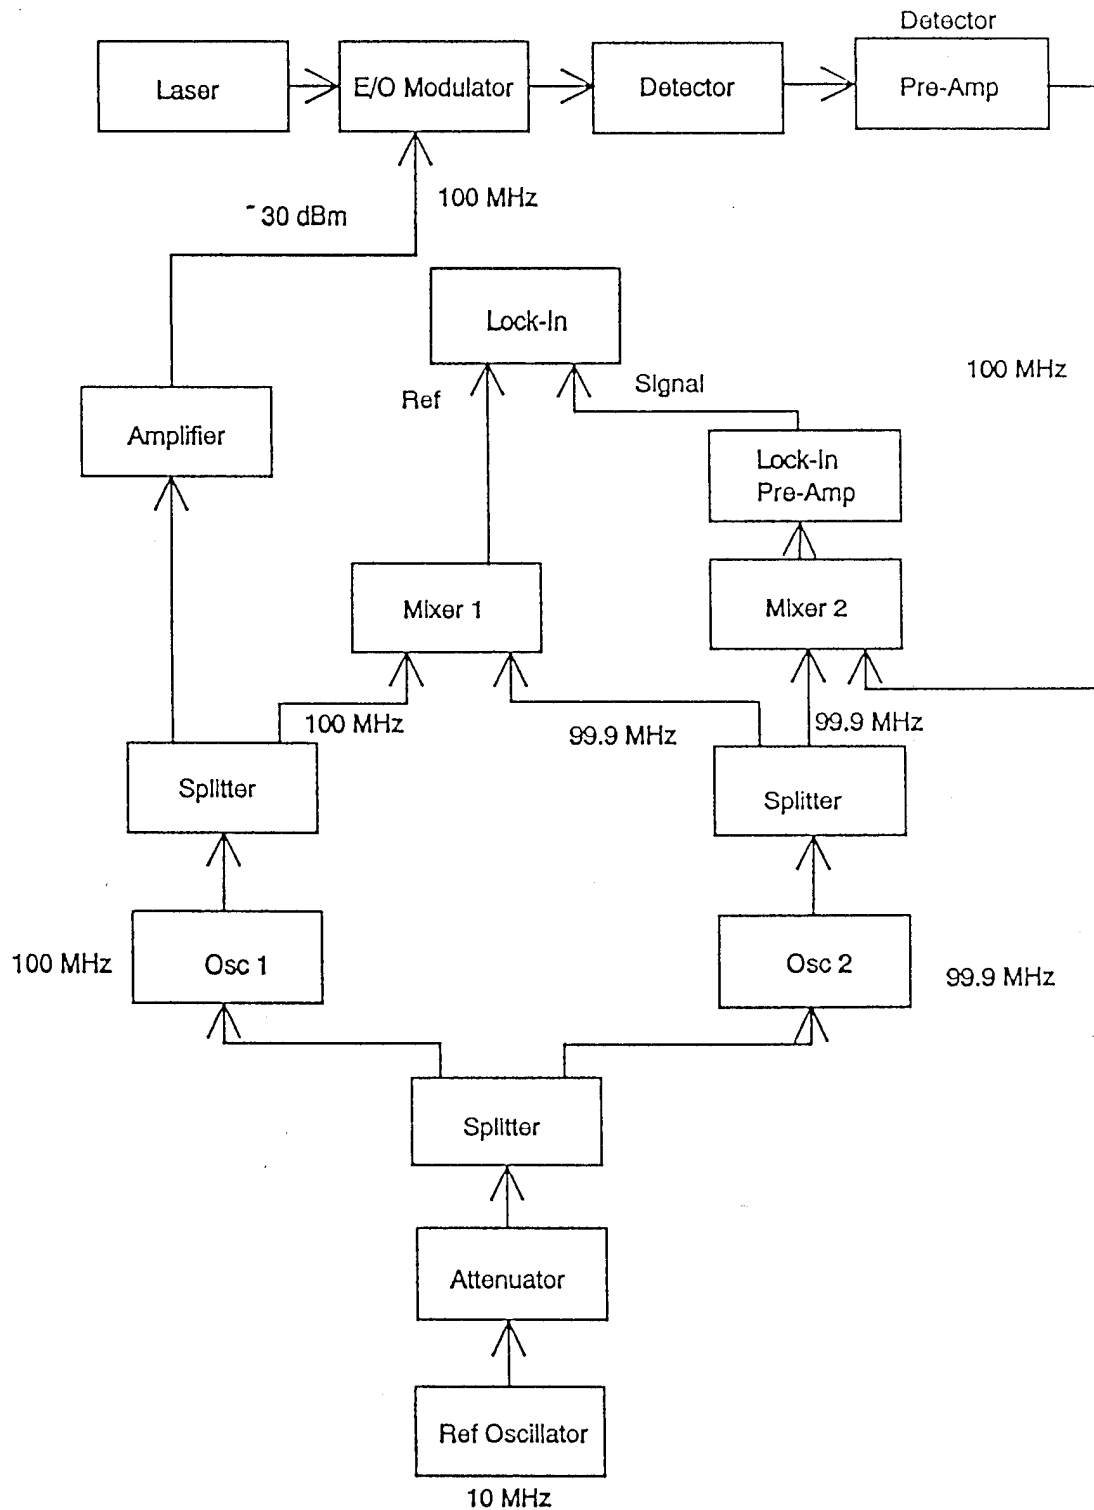 Detector
Laser
E/O Modulator
Detector
Pre-Amp
100 MHz
~30 dBm
Lock-In
100 MHz
Ref
Signal
Amplifier
Lock-In
Pre-Amp
Mixer 1
Mixer 2
100 MHz
99.9 MHz
99.9 MHz
Splitter
Splitter
100 MHz
Osc 1
Osc 2
99.9 MHz
Splitter
Attenuator
Ref Oscillator
10 MHz